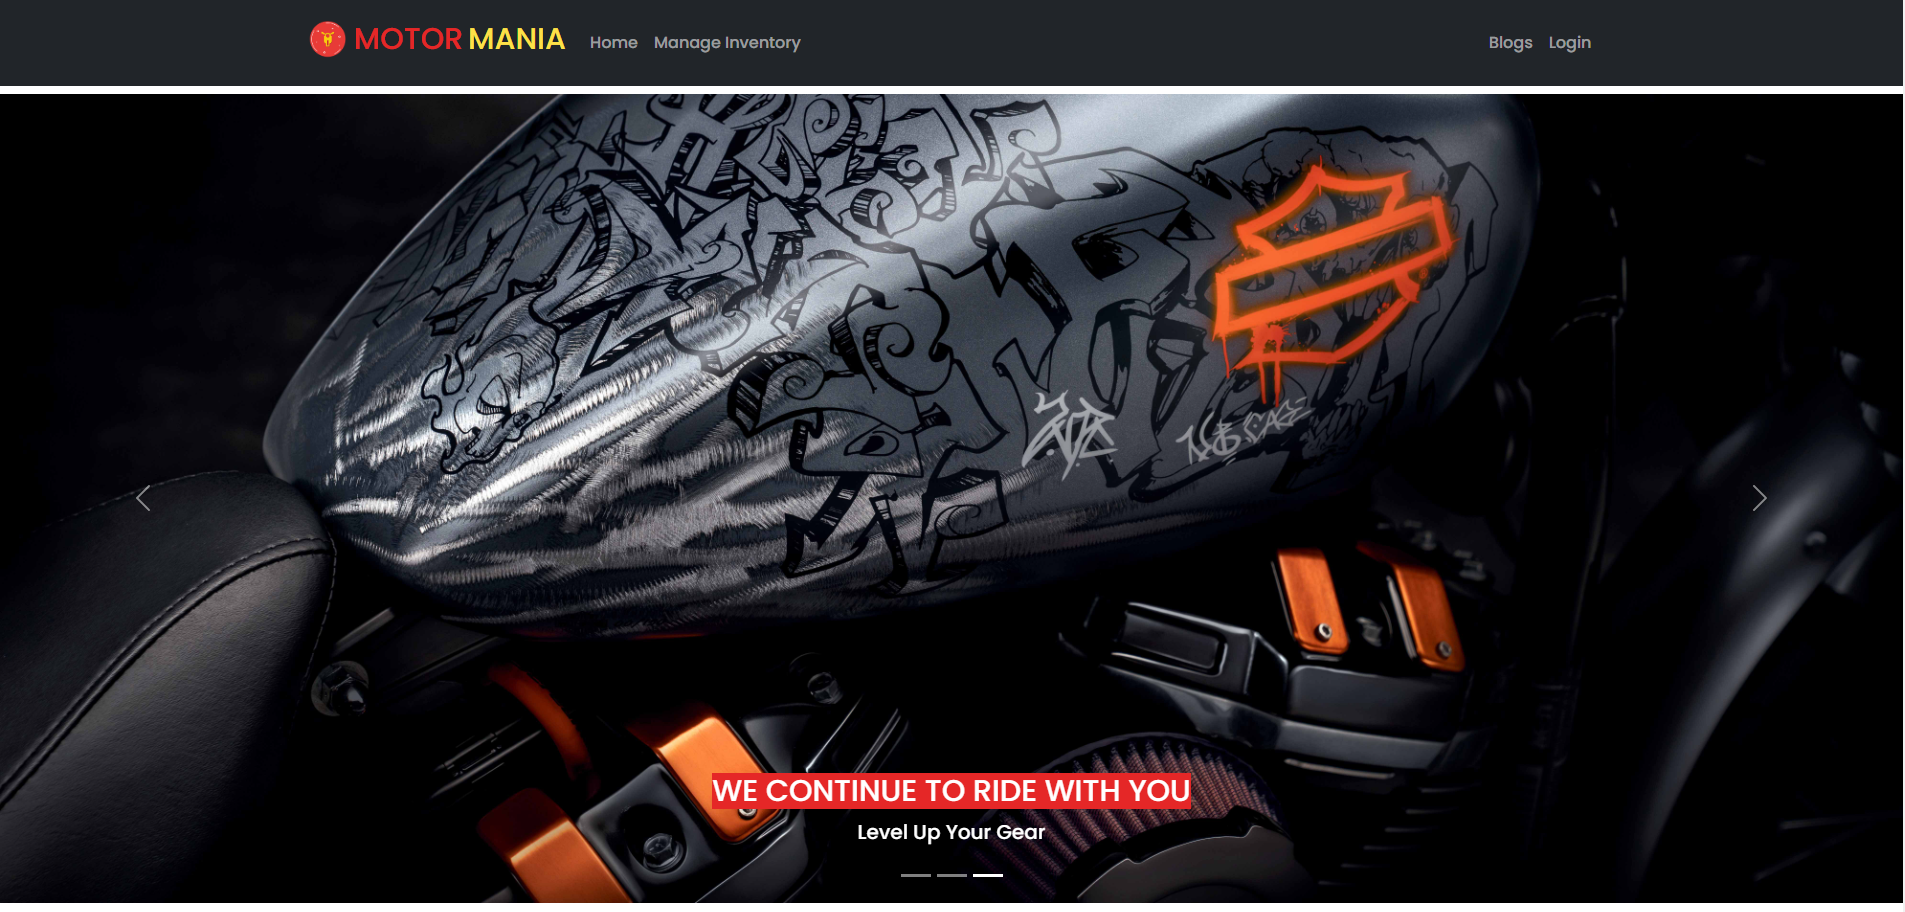 MOTOR MANIA Home Manage Inventory Blogs Login
WE CONTINUE TO RIDE WITH YOU
Level Up Your Gear